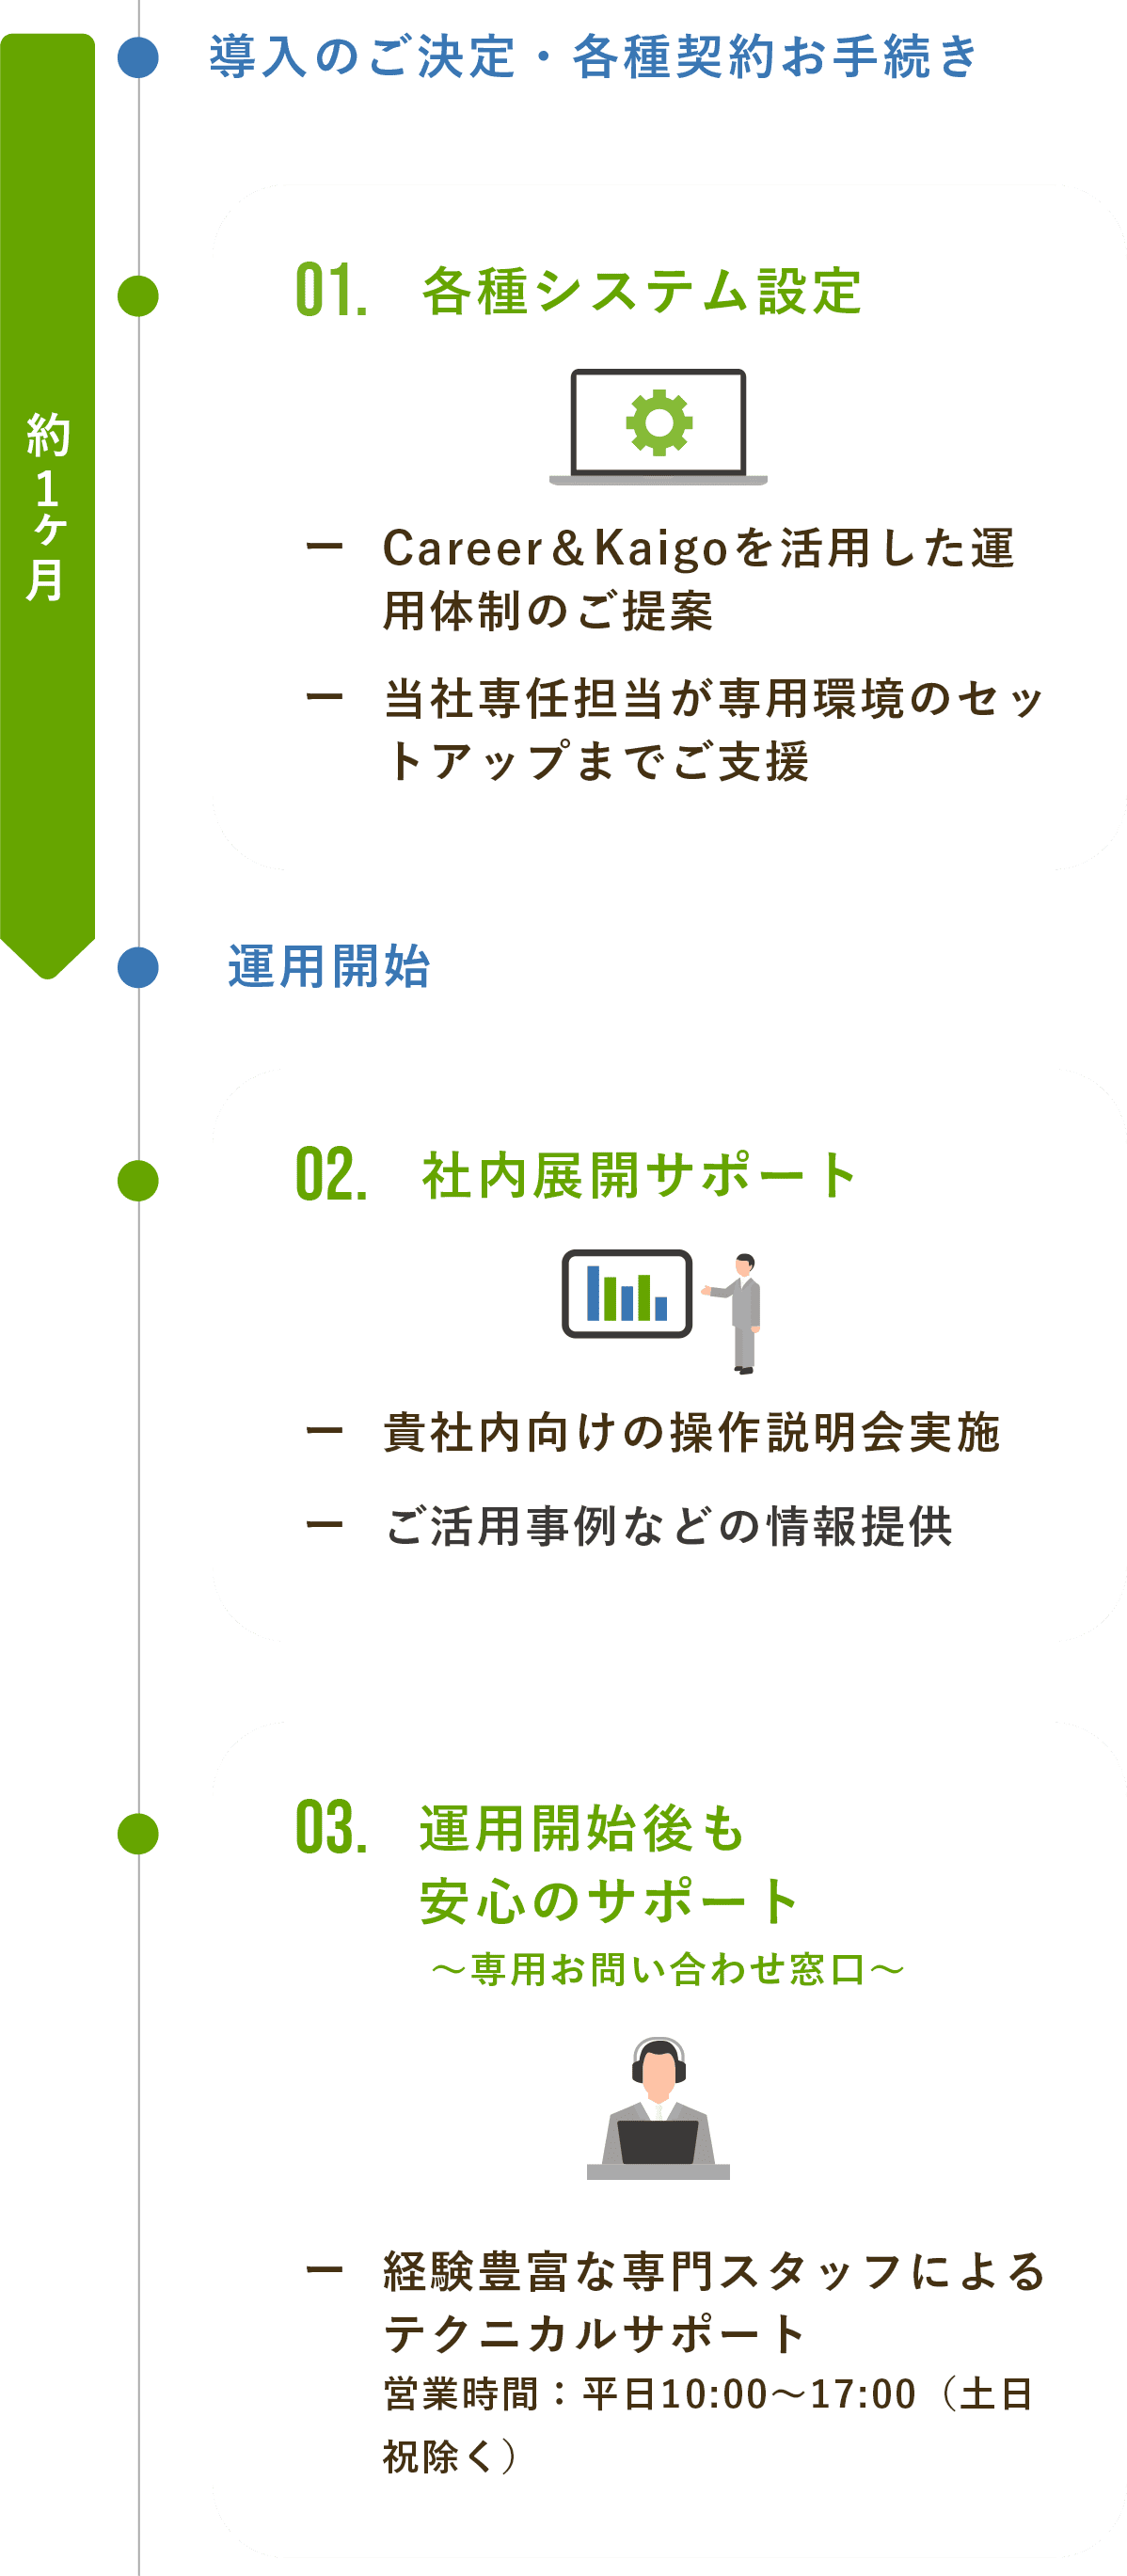 導入のご決定・各種契約お手続き
約1ヶ月
01. 各種システム設定
ー Career＆Kaigoを活用した運
用体制のご提案
ー 当社専任担当が専用環境のセッ
トアップまでご支援
運用開始
02. 社内展開サポート
ー 貴社内向けの操作説明会実施
ー ご活用事例などの情報提供
03. 運用開始後も
安心のサポート
〜専用お問い合わせ窓口〜
ー 経験豊富な専門スタッフによる
テクニカルサポート
営業時間：平日10:00〜17:00（土日
祝除く）